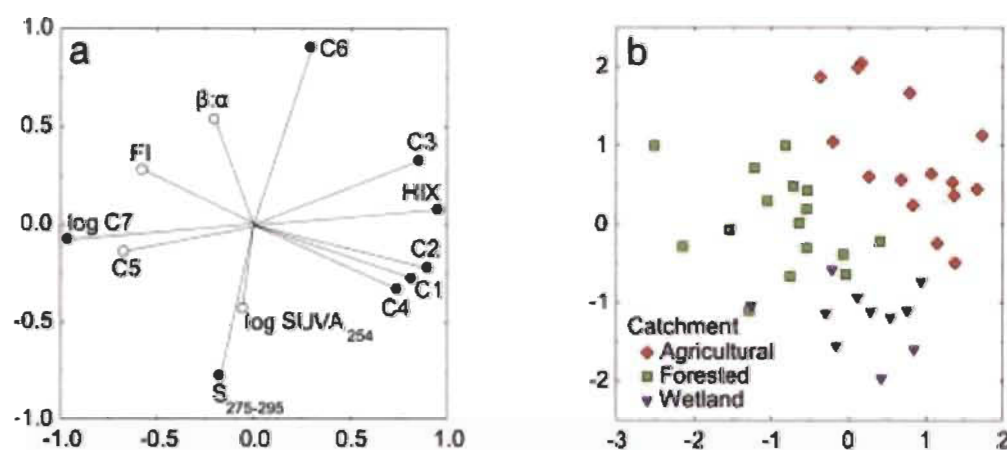 a
1.0
0.5
0.0
-0.5
-1.0
-1.0 -0.5 0.0 0.5 1.0
C6
β:α
FI
C3
HIX
log C7
C5
C2
C1
C4
log SUVA254
S275-295
b
2
1
0
-1
-2
-3 -2 -1 0 1 2
Catchment
Agricultural
Forested
Wetland